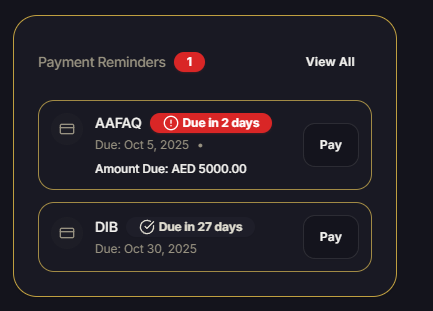 Payment Reminders 1 View All
AAFAQ Due in 2 days
Due: Oct 5, 2025 •
Pay
Amount Due: AED 5000.00
DIB Due in 27 days
Pay
Due: Oct 30, 2025